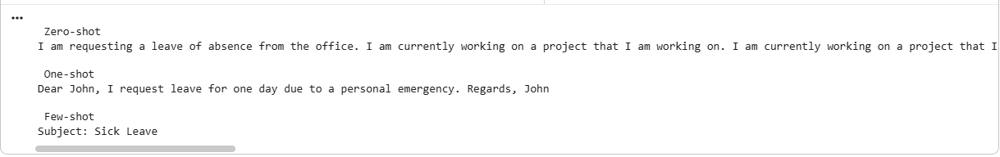 •••
Zero-shot
I am requesting a leave of absence from the office. I am currently working on a project that I am working on. I am currently working on a project that I
One-shot
Dear John, I request leave for one day due to a personal emergency. Regards, John
Few-shot
Subject: Sick Leave